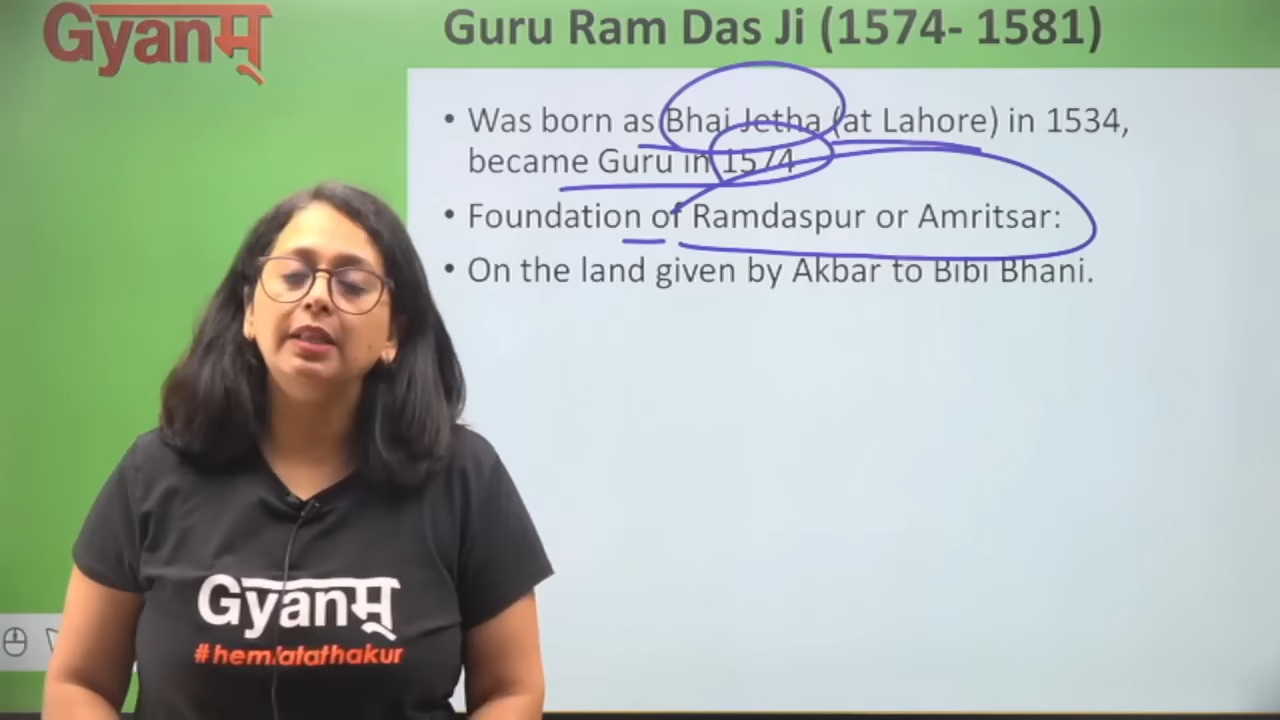 Gyanम्
Guru Ram Das Ji (1574- 1581)
• Was born as Bhai Jetha (at Lahore) in 1534,
became Guru in 1574
• Foundation of Ramdaspur or Amritsar:
• On the land given by Akbar to Bibi Bhani.
Gyanम्
#hemlatathakur